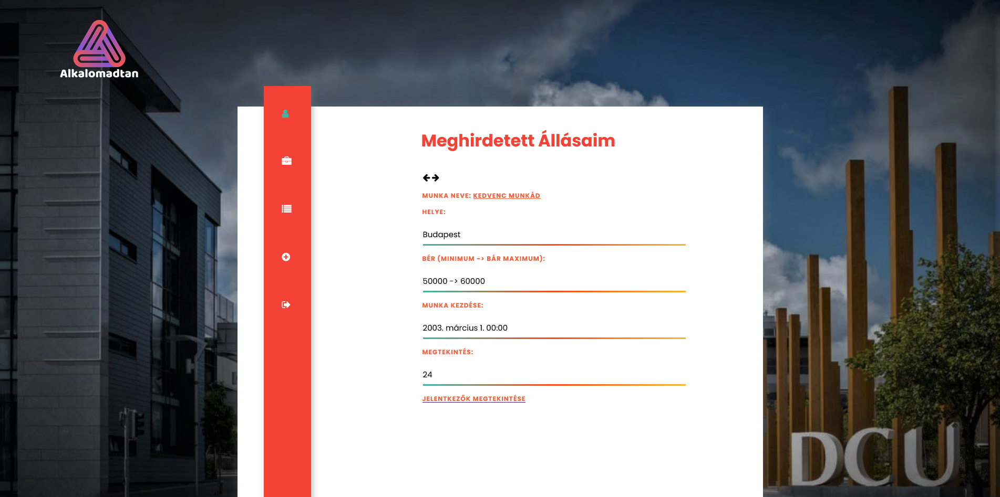 Alkalomadtan
Meghirdetett Állásaim
MUNKA NEVE: KEDVENC MUNKÁD
HELYE:
Budapest
BÉR (MINIMUM -> BÁR MAXIMUM):
50000 -> 60000
MUNKA KEZDÉSE:
2003. március 1. 00:00
MEGTEKINTÉS:
24
JELENTKEZŐK MEGTEKINTÉSE
DCU